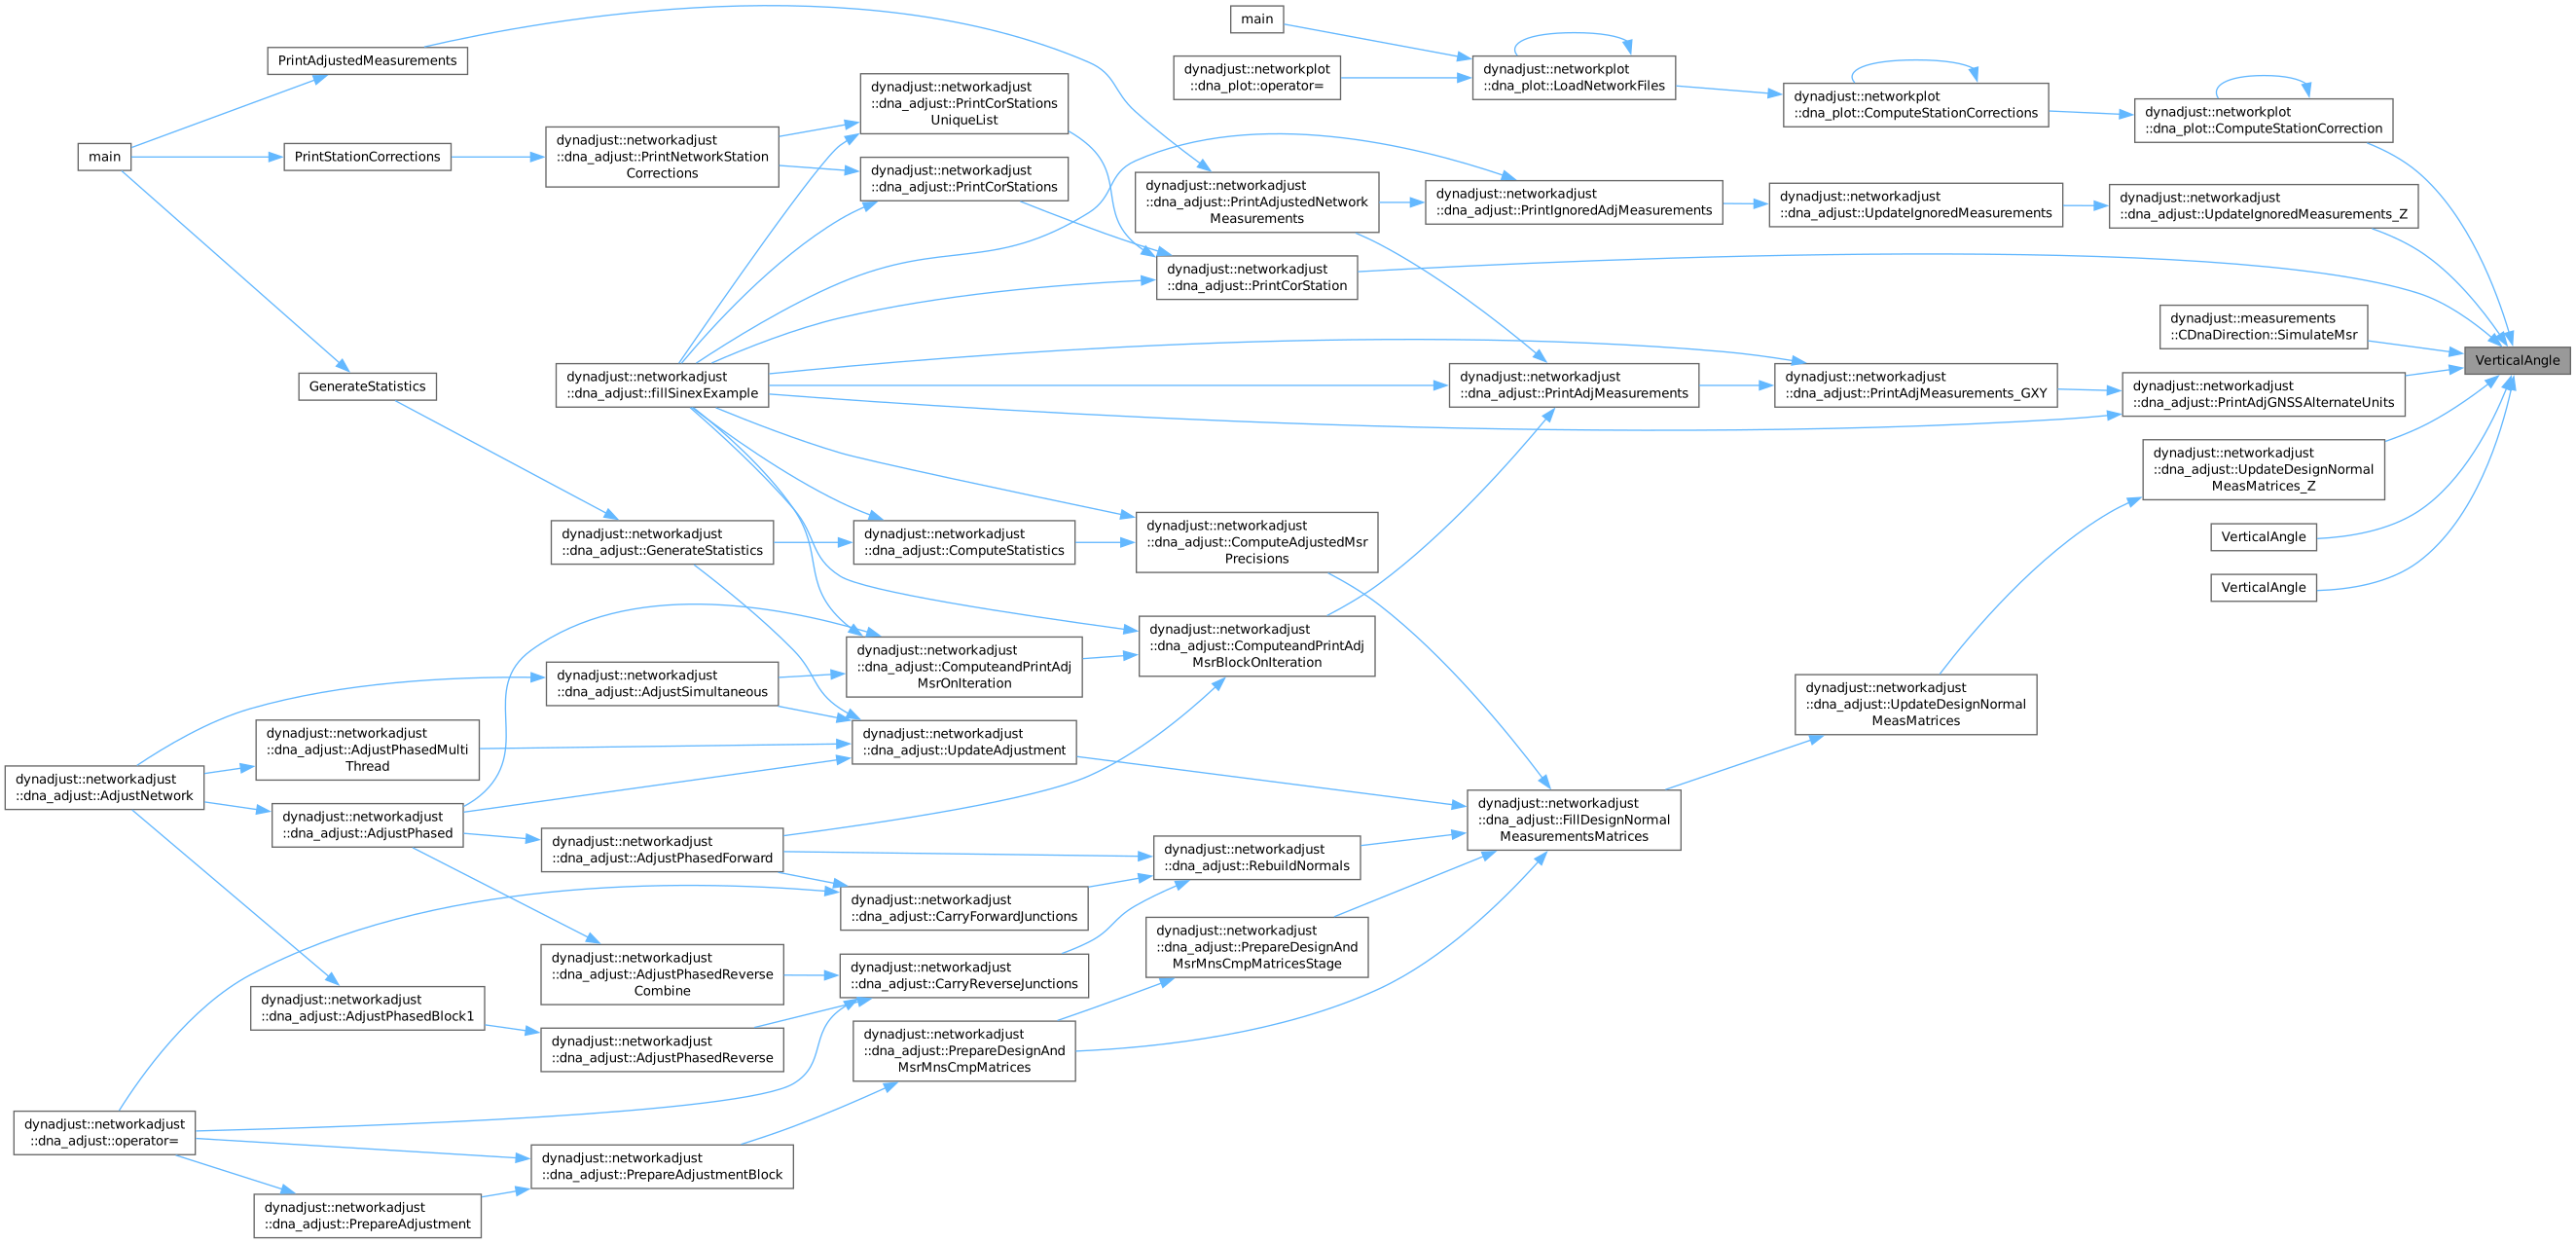 main
PrintAdjustedMeasurements
dynadjust::networkplot
::dna_plot::operator=
dynadjust::networkplot
::dna_plot::LoadNetworkFiles
dynadjust::networkplot
::dna_plot::ComputeStationCorrections
dynadjust::networkplot
::dna_plot::ComputeStationCorrection
dynadjust::networkadjust
::dna_adjust::PrintCorStations
UniqueList
main
PrintStationCorrections
dynadjust::networkadjust
::dna_adjust::PrintNetworkStation
Corrections
dynadjust::networkadjust
::dna_adjust::PrintCorStations
dynadjust::networkadjust
::dna_adjust::PrintAdjustedNetwork
Measurements
dynadjust::networkadjust
::dna_adjust::PrintIgnoredAdjMeasurements
dynadjust::networkadjust
::dna_adjust::UpdateIgnoredMeasurements
dynadjust::networkadjust
::dna_adjust::UpdateIgnoredMeasurements_Z
dynadjust::networkadjust
::dna_adjust::PrintCorStation
dynadjust::measurements
::CDnaDirection::SimulateMsr
VerticalAngle
GenerateStatistics
dynadjust::networkadjust
::dna_adjust::fillSinexExample
dynadjust::networkadjust
::dna_adjust::PrintAdjMeasurements
dynadjust::networkadjust
::dna_adjust::PrintAdjMeasurements_GXY
dynadjust::networkadjust
::dna_adjust::PrintAdjGNSSAlternateUnits
dynadjust::networkadjust
::dna_adjust::UpdateDesignNormal
MeasMatrices_Z
dynadjust::networkadjust
::dna_adjust::GenerateStatistics
dynadjust::networkadjust
::dna_adjust::ComputeStatistics
dynadjust::networkadjust
::dna_adjust::ComputeAdjustedMsr
Precisions
VerticalAngle
VerticalAngle
dynadjust::networkadjust
::dna_adjust::ComputeandPrintAdj
MsrBlockOnIteration
dynadjust::networkadjust
::dna_adjust::ComputeandPrintAdj
MsrOnIteration
dynadjust::networkadjust
::dna_adjust::AdjustSimultaneous
dynadjust::networkadjust
::dna_adjust::UpdateDesignNormal
MeasMatrices
dynadjust::networkadjust
::dna_adjust::AdjustPhasedMulti
Thread
dynadjust::networkadjust
::dna_adjust::UpdateAdjustment
dynadjust::networkadjust
::dna_adjust::AdjustNetwork
dynadjust::networkadjust
::dna_adjust::AdjustPhased
dynadjust::networkadjust
::dna_adjust::FillDesignNormal
MeasurementsMatrices
dynadjust::networkadjust
::dna_adjust::AdjustPhasedForward
dynadjust::networkadjust
::dna_adjust::RebuildNormals
dynadjust::networkadjust
::dna_adjust::CarryForwardJunctions
dynadjust::networkadjust
::dna_adjust::PrepareDesignAnd
MsrMnsCmpMatricesStage
dynadjust::networkadjust
::dna_adjust::AdjustPhasedReverse
Combine
dynadjust::networkadjust
::dna_adjust::CarryReverseJunctions
dynadjust::networkadjust
::dna_adjust::AdjustPhasedBlock1
dynadjust::networkadjust
::dna_adjust::AdjustPhasedReverse
dynadjust::networkadjust
::dna_adjust::PrepareDesignAnd
MsrMnsCmpMatrices
dynadjust::networkadjust
::dna_adjust::operator=
dynadjust::networkadjust
::dna_adjust::PrepareAdjustmentBlock
dynadjust::networkadjust
::dna_adjust::PrepareAdjustment